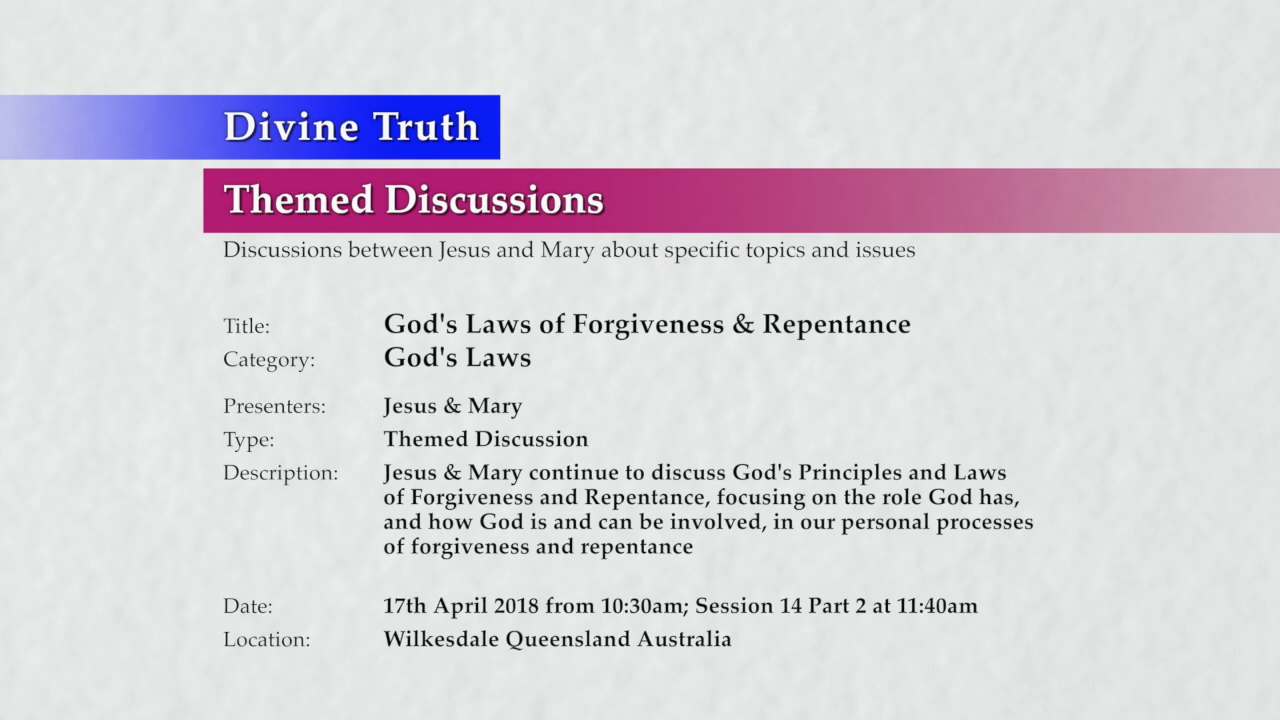 Divine Truth
Themed Discussions
Discussions between Jesus and Mary about specific topics and issues
Title: God's Laws of Forgiveness & Repentance
Category: God's Laws
Presenters: Jesus & Mary
Type: Themed Discussion
Description: Jesus & Mary continue to discuss God's Principles and Laws
of Forgiveness and Repentance, focusing on the role God has,
and how God is and can be involved, in our personal processes
of forgiveness and repentance
Date: 17th April 2018 from 10:30am; Session 14 Part 2 at 11:40am
Location: Wilkesdale Queensland Australia